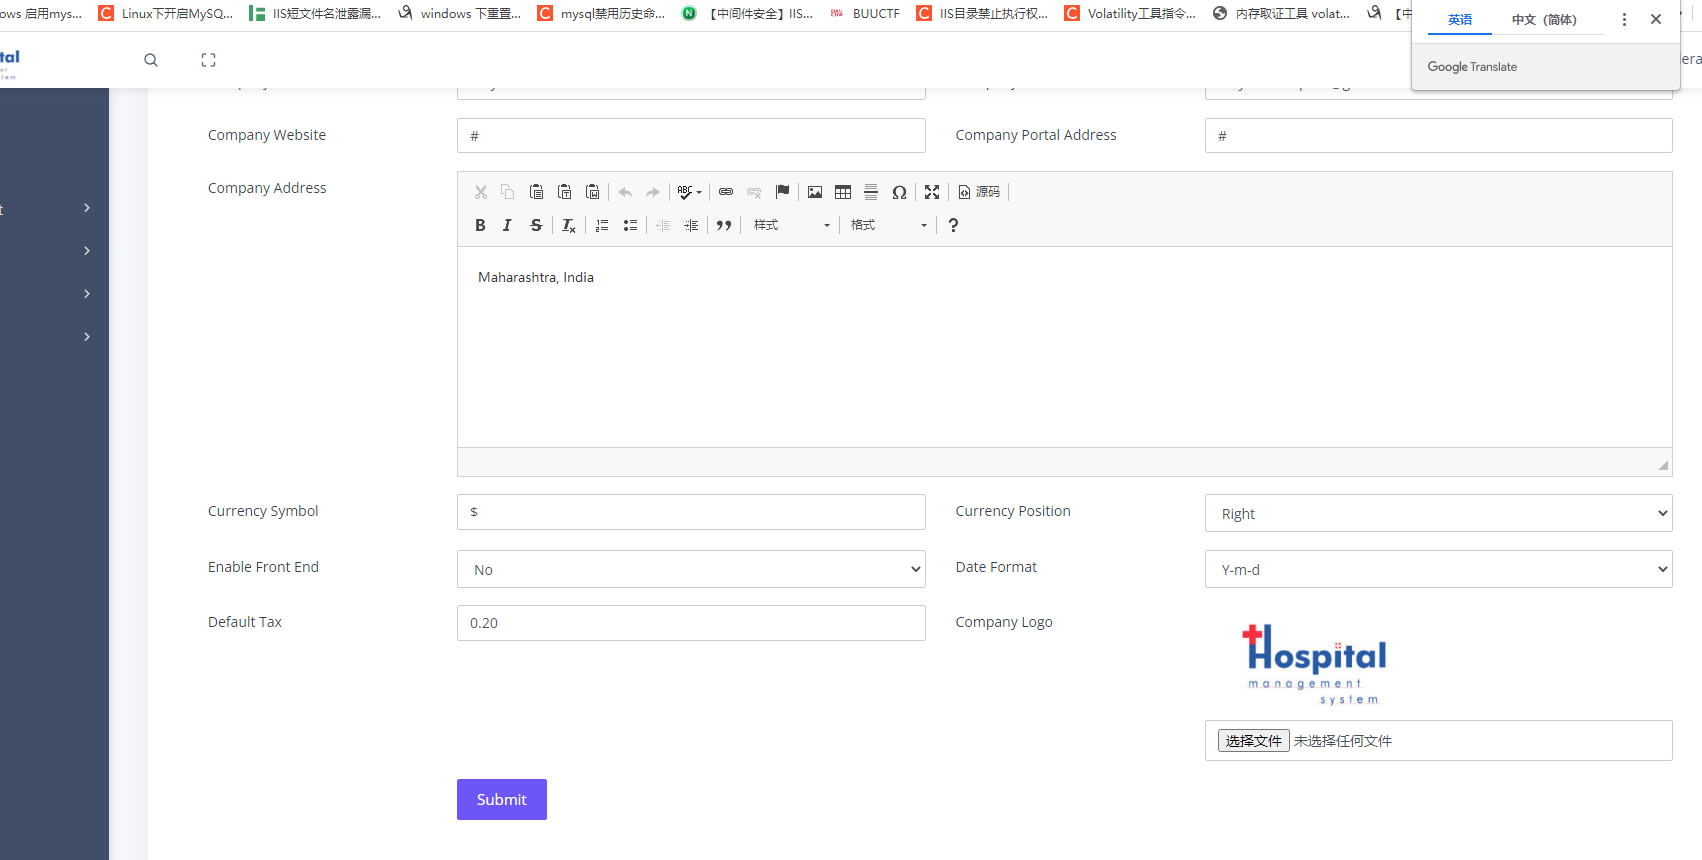 ows 启用mys... Linux下开启MySQ... IIS短文件名泄露漏... windows 下重置... mysql禁用历史命... 【中间件安全】IIS... BUUCTF IIS目录禁止执行权... Volatility工具指令... 内存取证工具 volat... 【中
英语 中文（简体）
Google Translate
tal
Company Website # Company Portal Address #
Company Address
ABC 源码
B I S Tx 样式 格式 ?
Maharashtra, India
Currency Symbol $ Currency Position Right
Enable Front End No Date Format Y-m-d
Default Tax 0.20 Company Logo
Hospital
management
system
选择文件 未选择任何文件
Submit